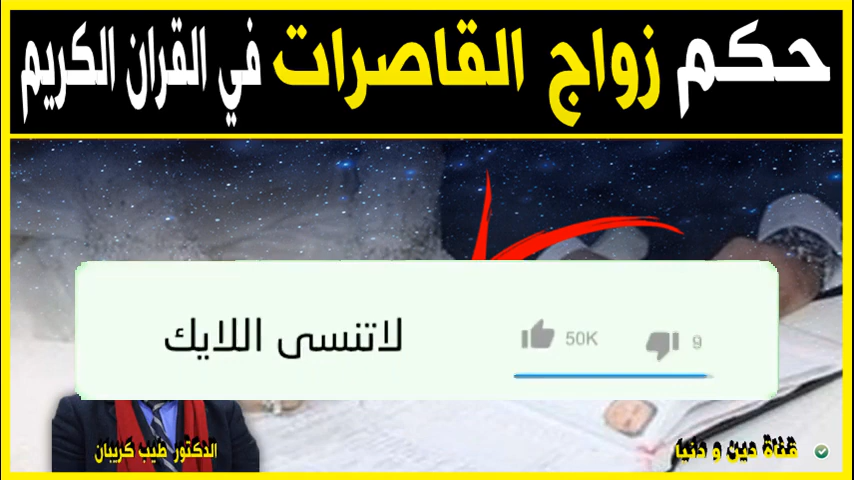 حكم زواج القاصرات في القران الكريم
لاتنسى اللايك
50K
9
الدكتور طيب كريبان
قناة دين و دنيا